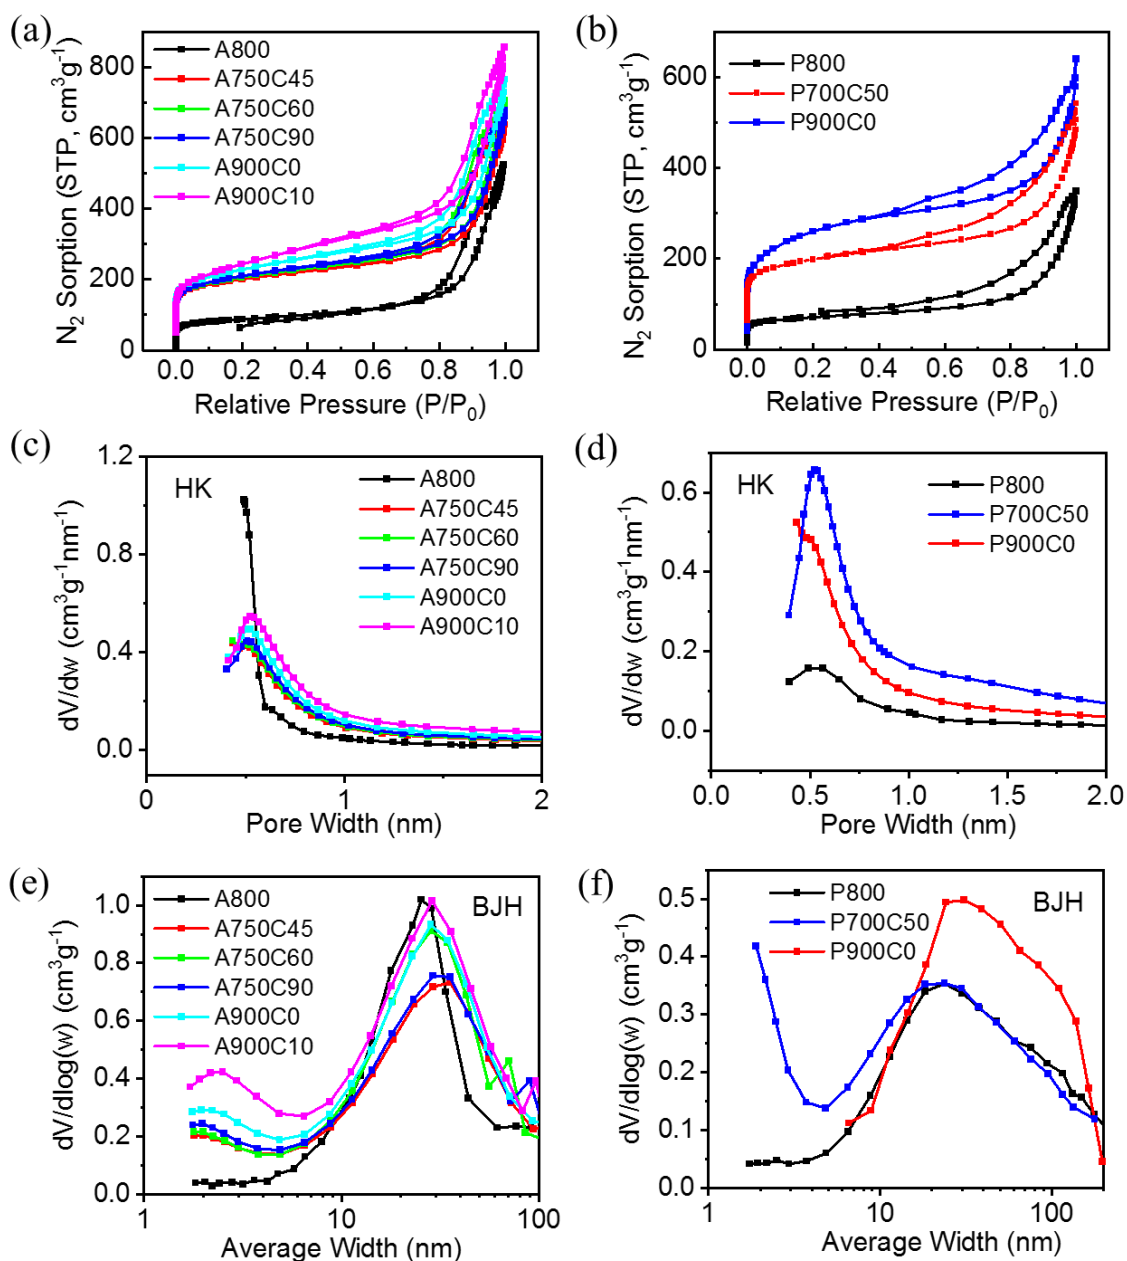 (a)
A800
A750C45
A750C60
A750C90
A900C0
A900C10
800
600
400
200
0
N₂ Sorption (STP, cm³g⁻¹)
0.0 0.2 0.4 0.6 0.8 1.0
Relative Pressure (P/P₀)
(b)
P800
P700C50
P900C0
600
400
200
0
N₂ Sorption (STP, cm³g⁻¹)
0.0 0.2 0.4 0.6 0.8 1.0
Relative Pressure (P/P₀)
(c)
HK
A800
A750C45
A750C60
A750C90
A900C0
A900C10
1.2
0.8
0.4
0.0
dV/dw (cm³g⁻¹nm⁻¹)
0 1 2
Pore Width (nm)
(d)
HK
P800
P700C50
P900C0
0.6
0.4
0.2
0.0
dV/dw (cm³g⁻¹nm⁻¹)
0.0 0.5 1.0 1.5 2.0
Pore Width (nm)
(e)
BJH
A800
A750C45
A750C60
A750C90
A900C0
A900C10
1.0
0.8
0.6
0.4
0.2
0.0
dV/dlog(w) (cm³g⁻¹)
1 10 100
Average Width (nm)
(f)
BJH
P800
P700C50
P900C0
0.5
0.4
0.3
0.2
0.1
0.0
dV/dlog(w) (cm³g⁻¹)
1 10 100
Average Width (nm)